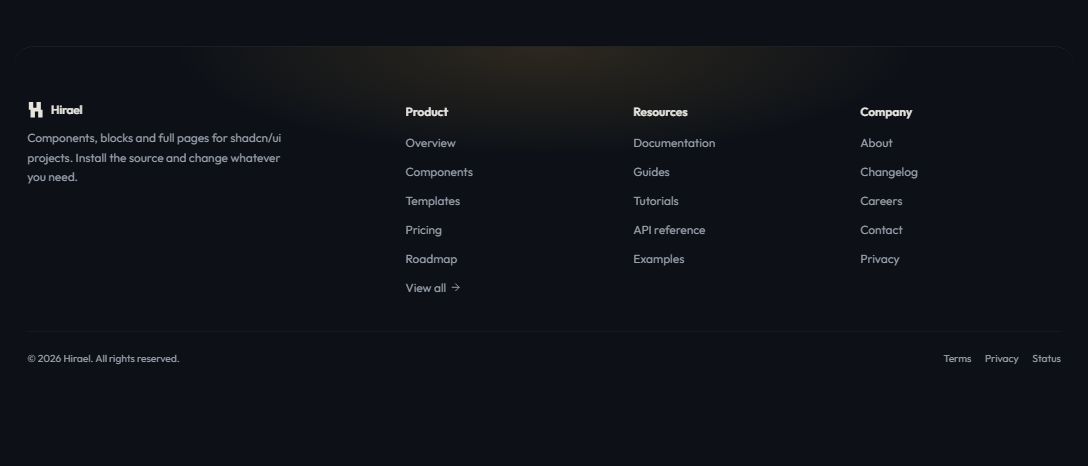 Hirael
Components, blocks and full pages for shadcn/ui
projects. Install the source and change whatever
you need.
Product
Overview
Components
Templates
Pricing
Roadmap
View all →
Resources
Documentation
Guides
Tutorials
API reference
Examples
Company
About
Changelog
Careers
Contact
Privacy
© 2026 Hirael. All rights reserved.
Terms Privacy Status